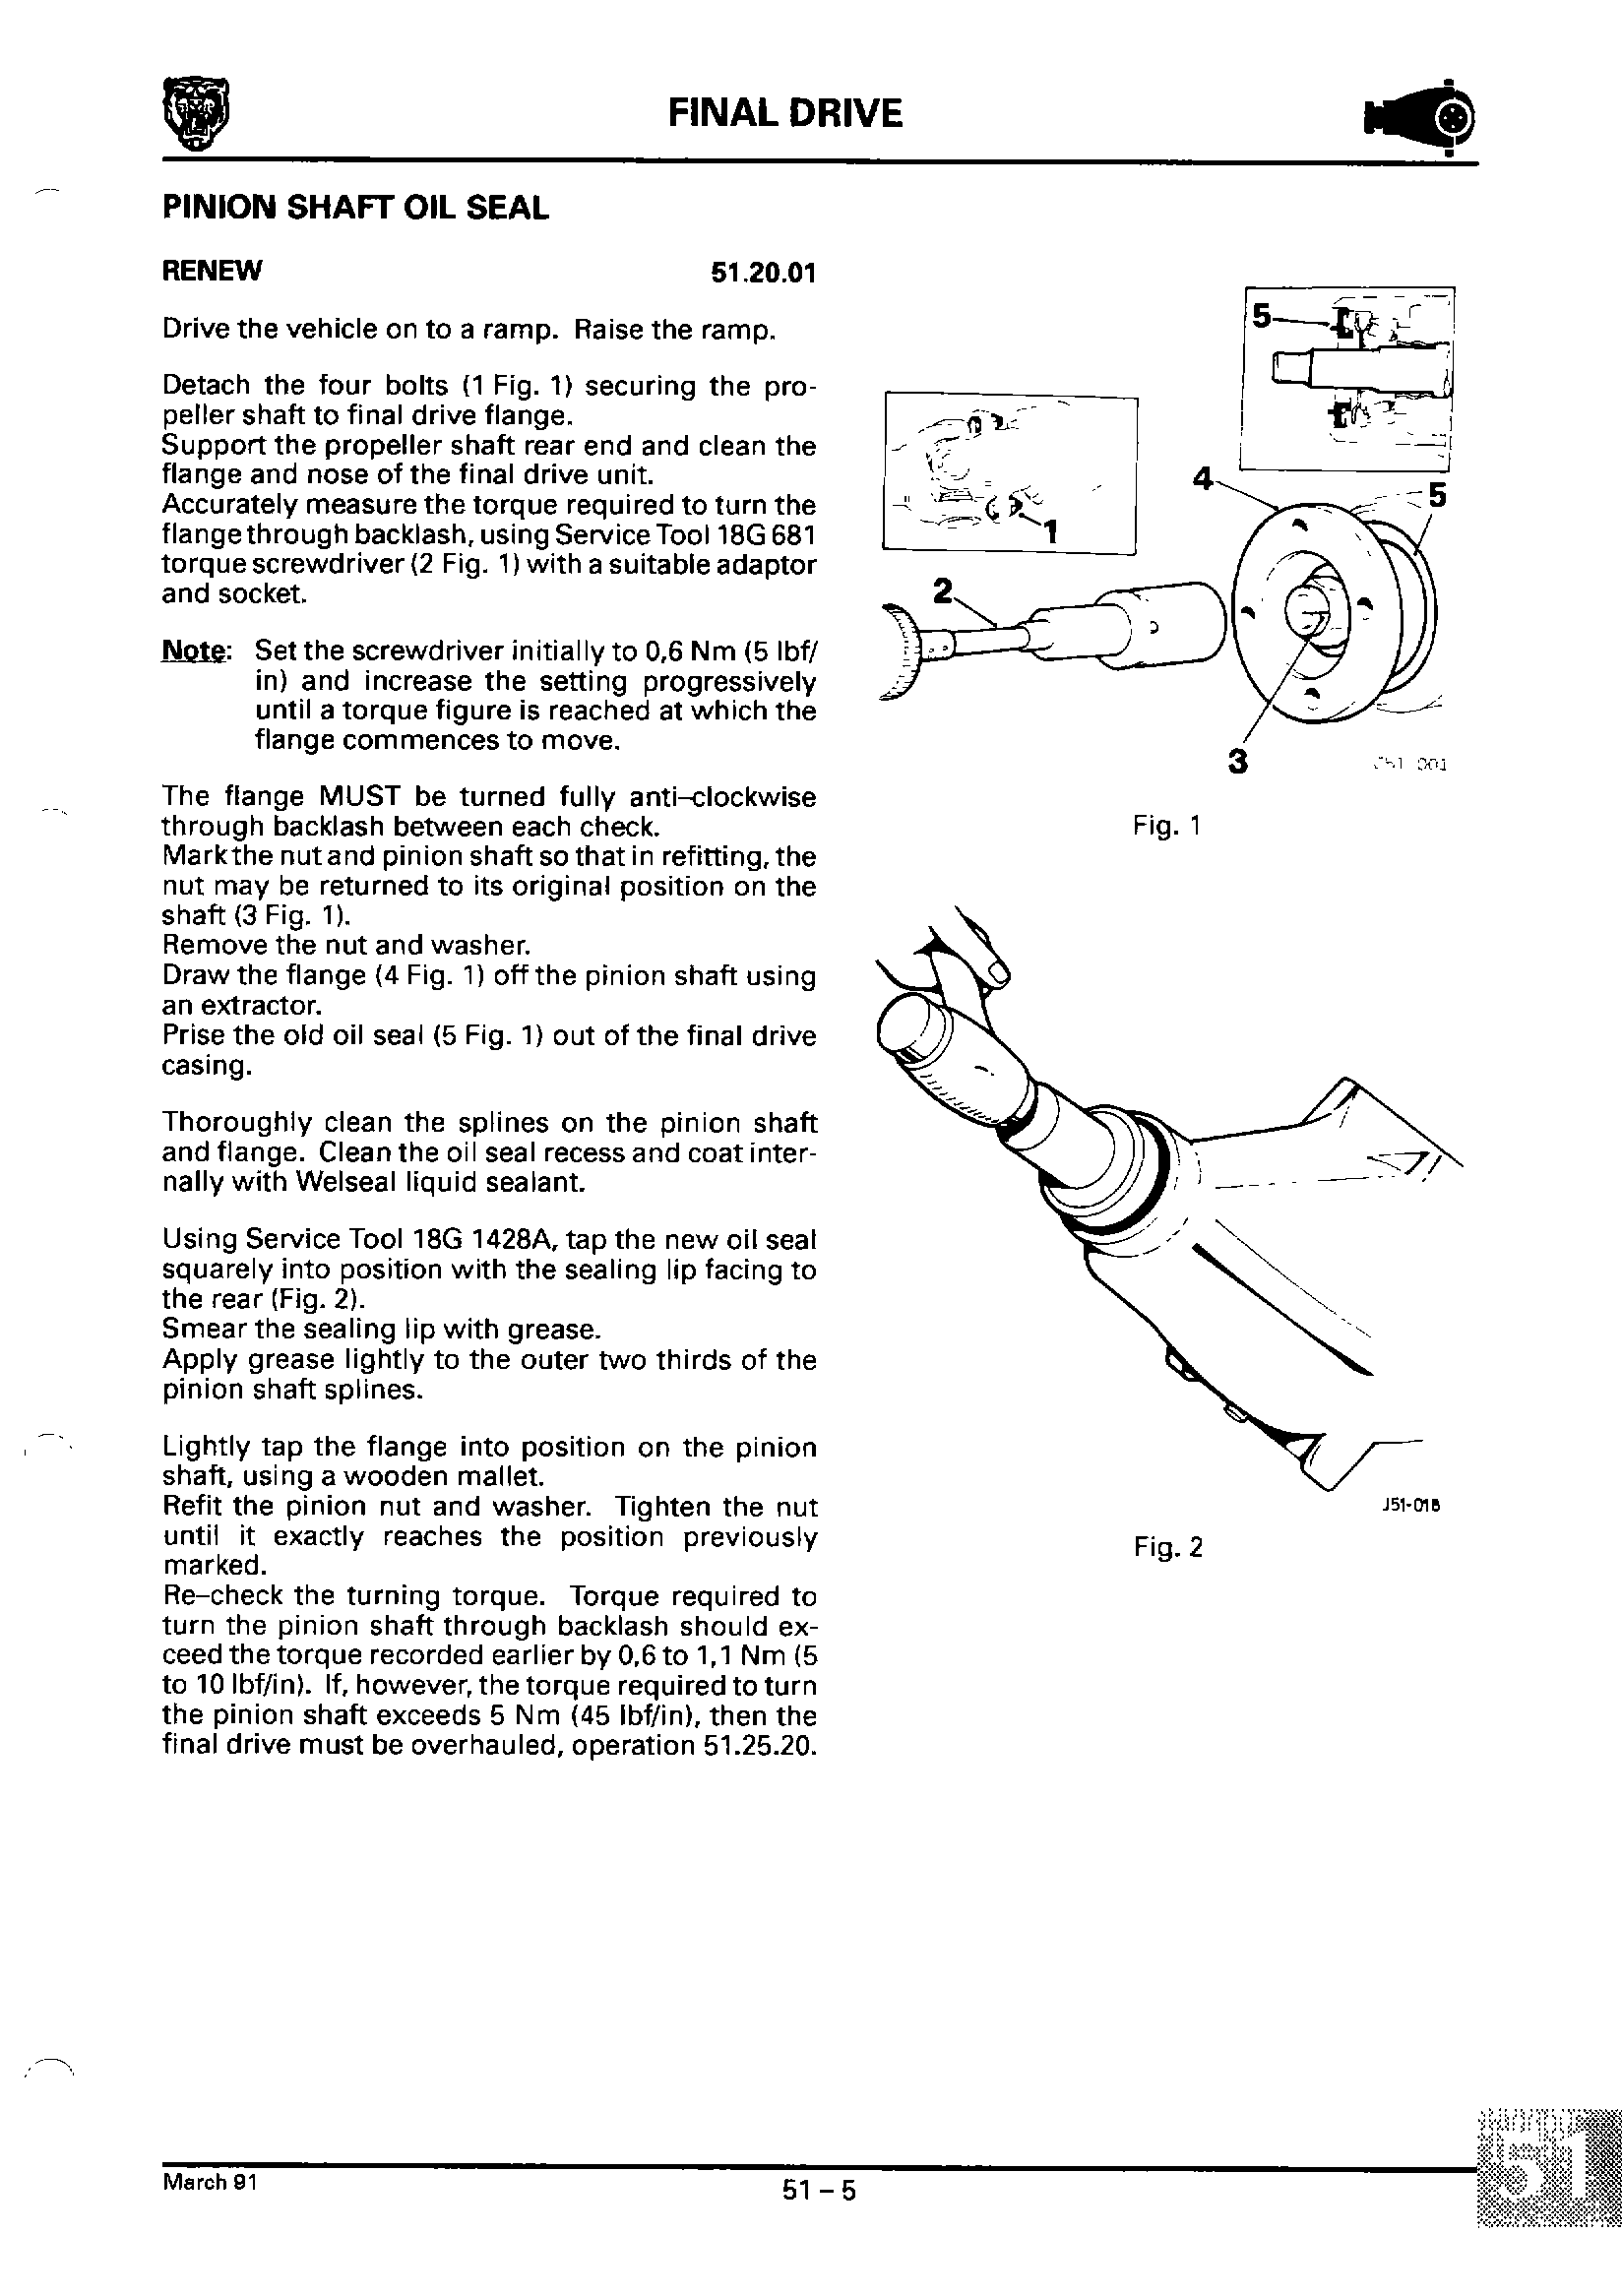 FINAL DRIVE
PINION SHAFT OIL SEAL
RENEW 51.20.01
Drive the vehicle on to a ramp. Raise the ramp.
Detach the four bolts (1 Fig. 1) securing the pro-
peller shaft to final drive flange.
Support the propeller shaft rear end and clean the
flange and nose of the final drive unit.
Accurately measure the torque required to turn the
flange through backlash, using Service Tool 18G 681
torque screwdriver (2 Fig. 1) with a suitable adaptor
and socket.
Note: Set the screwdriver initially to 0,6 Nm (5 lbf/
in) and increase the setting progressively
until a torque figure is reached at which the
flange commences to move.
The flange MUST be turned fully anti-clockwise
through backlash between each check.
Mark the nut and pinion shaft so that in refitting, the
nut may be returned to its original position on the
shaft (3 Fig. 1).
Remove the nut and washer.
Draw the flange (4 Fig. 1) off the pinion shaft using
an extractor.
Prise the old oil seal (5 Fig. 1) out of the final drive
casing.
Thoroughly clean the splines on the pinion shaft
and flange. Clean the oil seal recess and coat inter-
nally with Welseal liquid sealant.
Using Service Tool 18G 1428A, tap the new oil seal
squarely into position with the sealing lip facing to
the rear (Fig. 2).
Smear the sealing lip with grease.
Apply grease lightly to the outer two thirds of the
pinion shaft splines.
Lightly tap the flange into position on the pinion
shaft, using a wooden mallet.
Refit the pinion nut and washer. Tighten the nut
until it exactly reaches the position previously
marked.
Re-check the turning torque. Torque required to
turn the pinion shaft through backlash should ex-
ceed the torque recorded earlier by 0,6 to 1,1 Nm (5
to 10 lbf/in). If, however, the torque required to turn
the pinion shaft exceeds 5 Nm (45 lbf/in), then the
final drive must be overhauled, operation 51.25.20.
5
4
5
1
2
3
J51 001
Fig. 1
J51-018
Fig. 2
March 91
51 – 5
51